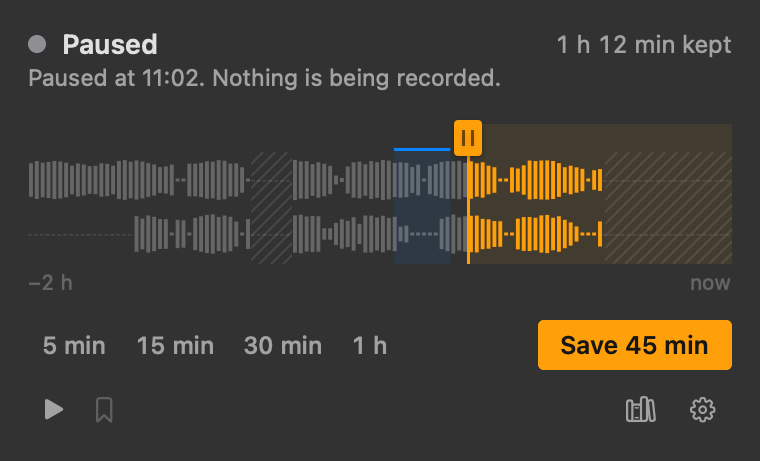 Paused
1 h 12 min kept
Paused at 11:02. Nothing is being recorded.
−2 h
now
5 min
15 min
30 min
1 h
Save 45 min